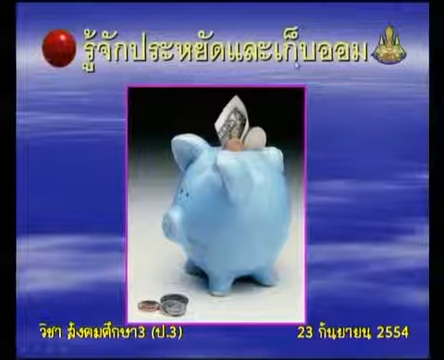 รู้จักประหยัดและเก็บออม
วิชา สังคมศึกษา3 (ป.3)
23 กันยายน 2554